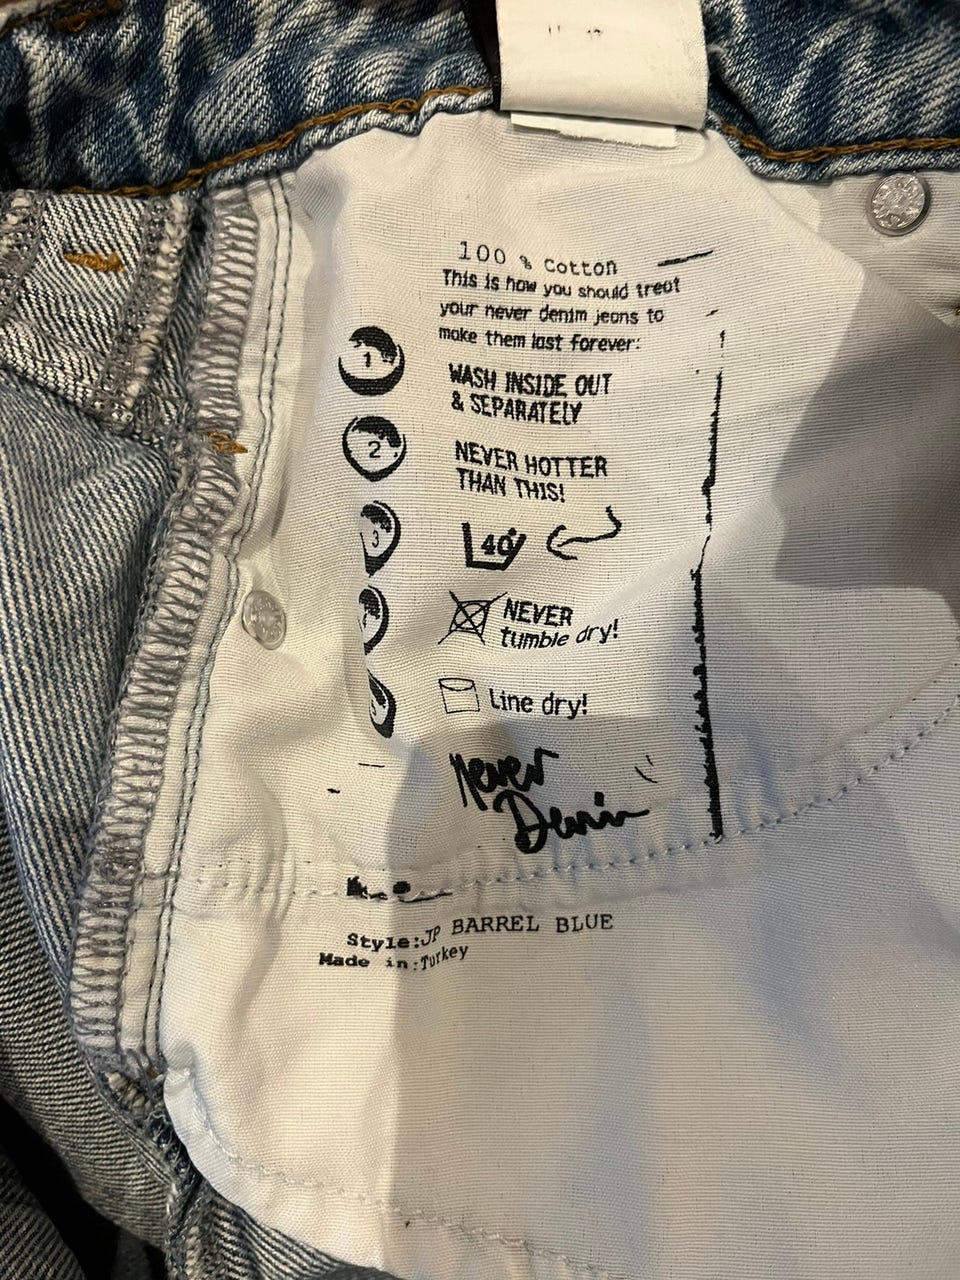 100 % Cotton
This is how you should treat
your never denim jeans to
make them last forever:
1
WASH INSIDE OUT
& SEPARATELY
2
NEVER HOTTER
THAN THIS!
3
40°
4
NEVER
tumble dry!
5
Line dry!
Never
Denim
Style:JP BARREL BLUE
Made in:Turkey